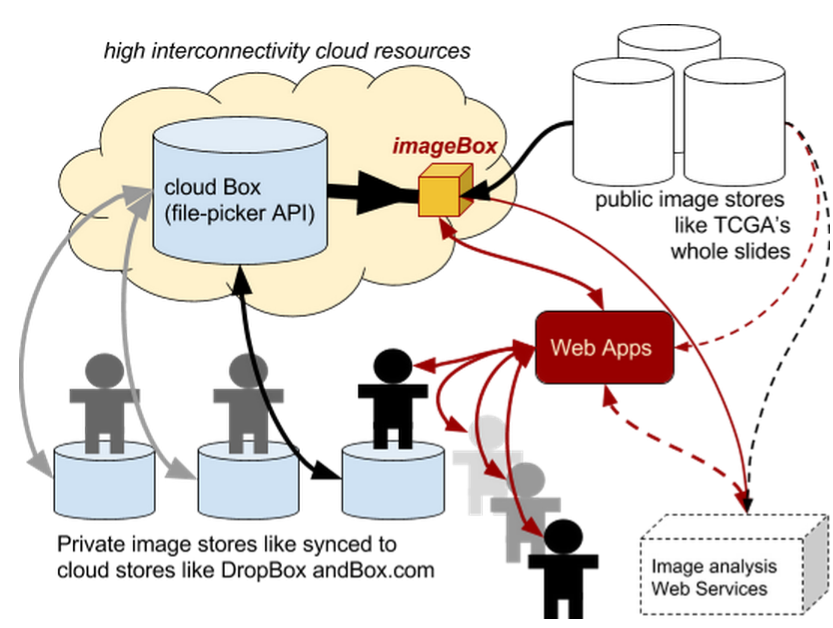 high interconnectivity cloud resources
imageBox
cloud Box
(file-picker API)
public image stores
like TCGA's
whole slides
Web Apps
Private image stores like synced to
cloud stores like DropBox andBox.com
Image analysis
Web Services